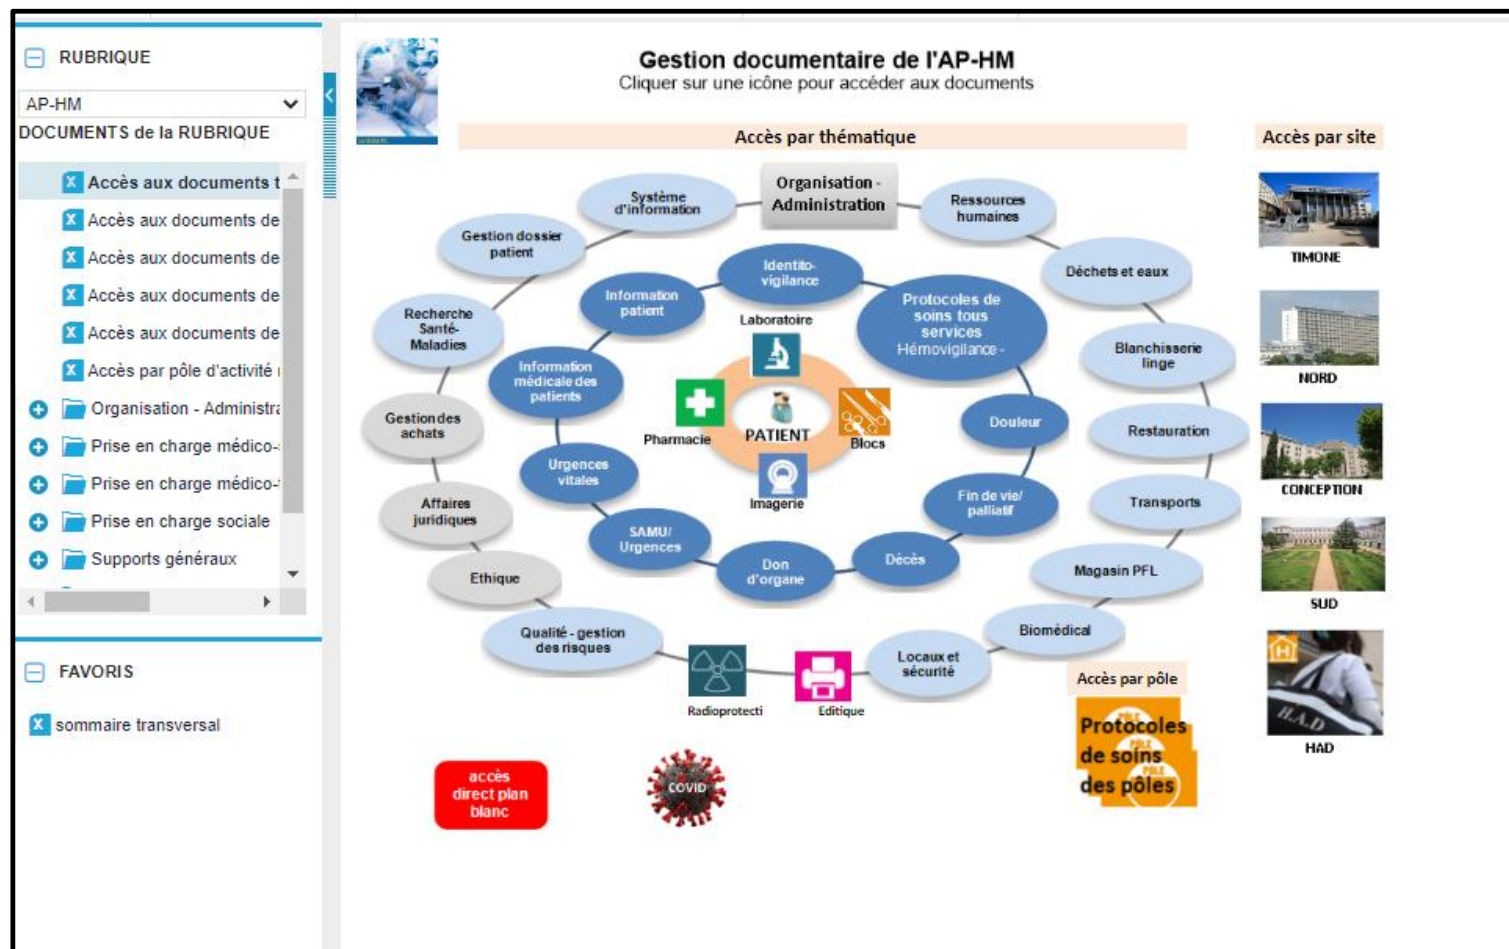 RUBRIQUE
AP-HM
DOCUMENTS de la RUBRIQUE
Accès aux documents t
Accès aux documents de
Accès aux documents de
Accès aux documents de
Accès aux documents de
Accès par pôle d'activité
Organisation - Administra
Prise en charge médico-
Prise en charge médico-
Prise en charge sociale
Supports généraux
FAVORIS
sommaire transversal
Gestion documentaire de l'AP-HM
Cliquer sur une icône pour accéder aux documents
Accès par thématique
Organisation -
Administration
Système
d'information
Ressources
humaines
Gestion dossier
patient
Déchets et eaux
Recherche
Santé-
Maladies
Blanchisserie
linge
Gestion des
achats
Restauration
Affaires
juridiques
Transports
Ethique
Magasin PFL
Qualité - gestion
des risques
Biomédical
Locaux et
sécurité
Radioprotecti
Editique
Identito-
vigilance
Information
patient
Protocoles de
soins tous
services
Hémovigilance -
Information
médicale des
patients
Douleur
Urgences
vitales
Fin de vie/
palliatif
SAMU/
Urgences
Don
d'organe
Décès
Laboratoire
Pharmacie
PATIENT
Blocs
Imagerie
accès
direct plan
blanc
COVID
Accès par pôle
PÔLE
PÔLE
PÔLE
Protocoles
de soins
des pôles
Accès par site
TIMONE
NORD
CONCEPTION
SUD
H
H.A.D
HAD